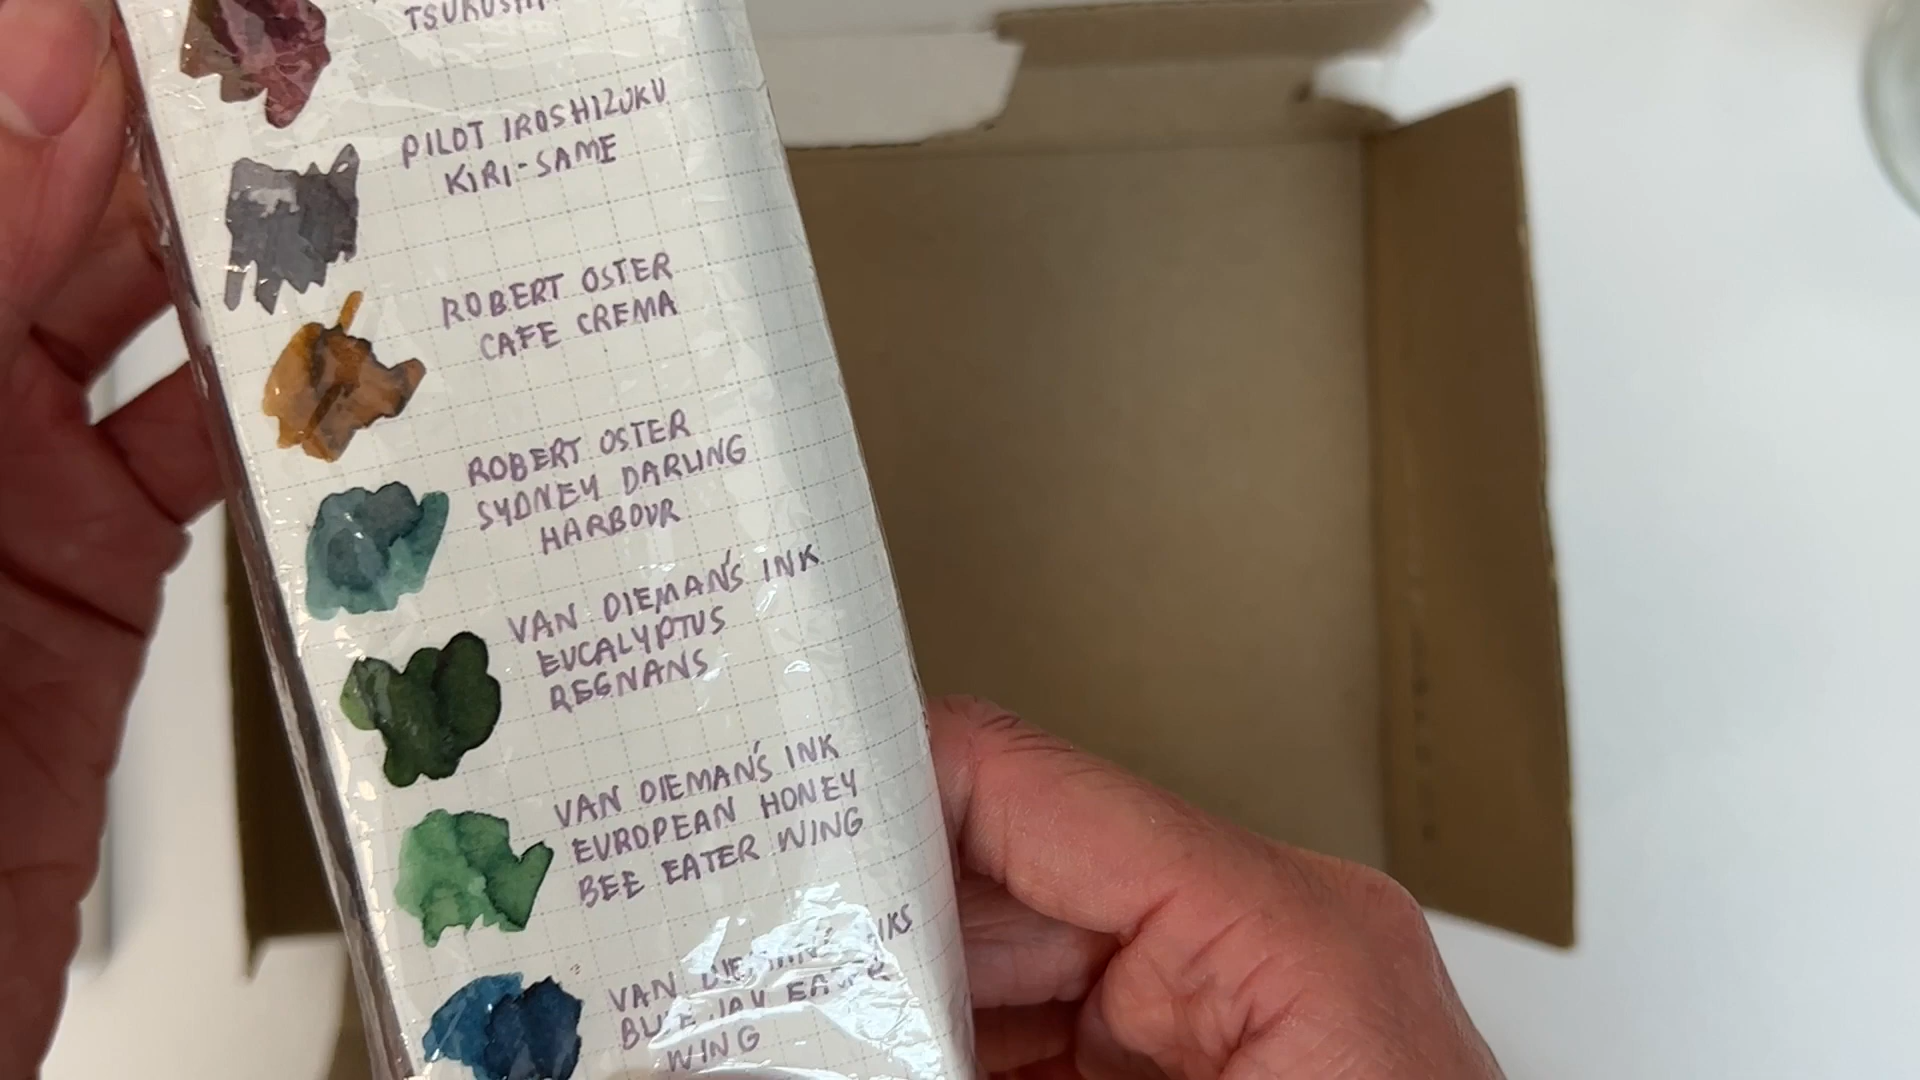 PILOT IROSHIZUKU
KIRI-SAME
ROBERT OSTER
CAFE CREMA
ROBERT OSTER
SYDNEY DARLING
HARBOUR
VAN DIEMAN'S INK
EUCALYPTUS
REGNANS
VAN DIEMAN'S INK
EUROPEAN HONEY
BEE EATER WING
VAN
WING